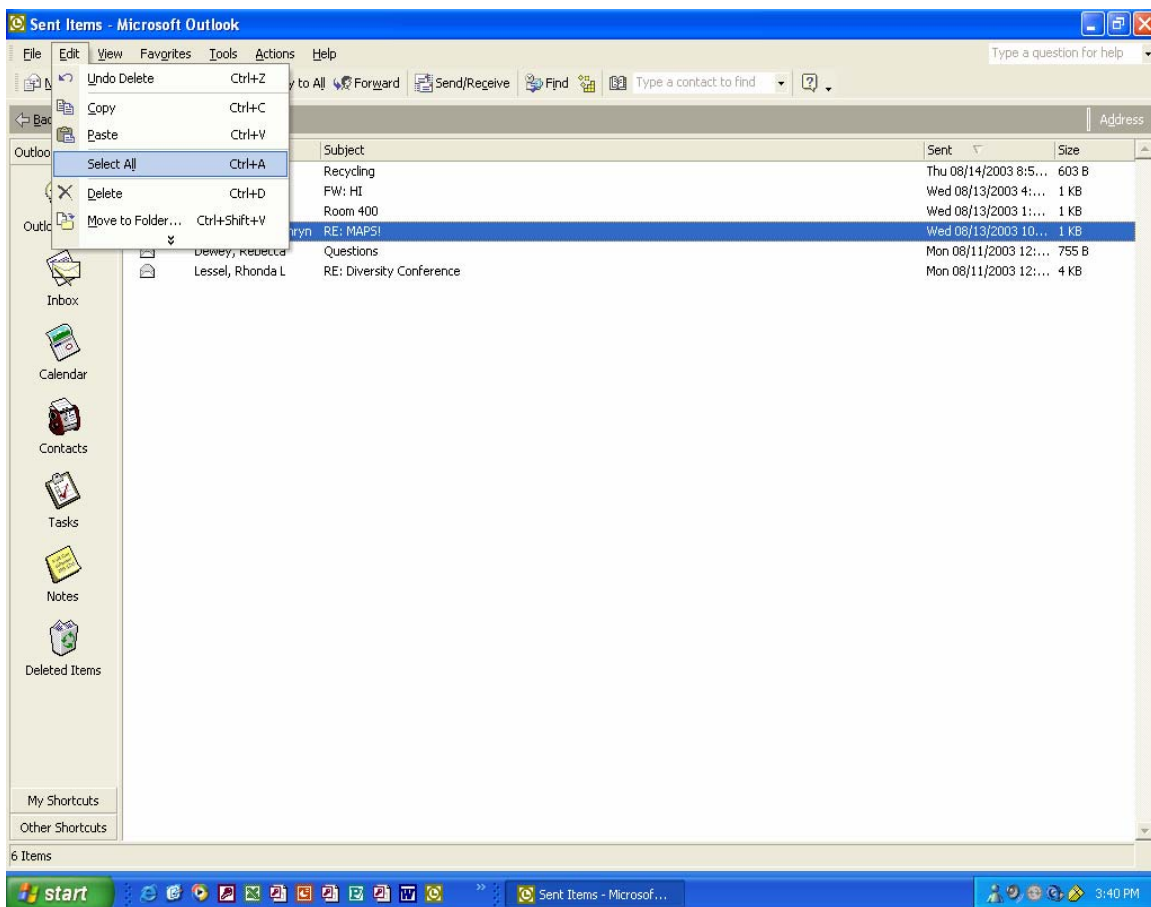 Sent Items - Microsoft Outlook
File Edit View Favorites Tools Actions Help Type a question for help
y to All Forward Send/Receive Find Type a contact to find
Undo Delete Ctrl+Z
Copy Ctrl+C
Paste Ctrl+V
Select All Ctrl+A
Delete Ctrl+D
Move to Folder... Ctrl+Shift+V
Bac Address
Outloo Subject Sent Size
Recycling Thu 08/14/2003 8:5... 603 B
FW: HI Wed 08/13/2003 4:... 1 KB
Room 400 Wed 08/13/2003 1:... 1 KB
hryn RE: MAPS! Wed 08/13/2003 10... 1 KB
Dewey, Rebecca Questions Mon 08/11/2003 12:... 755 B
Lessel, Rhonda L RE: Diversity Conference Mon 08/11/2003 12:... 4 KB
Outlo
Inbox
Calendar
Contacts
Tasks
Notes
Deleted Items
My Shortcuts
Other Shortcuts
6 Items
start Sent Items - Microsof... 3:40 PM